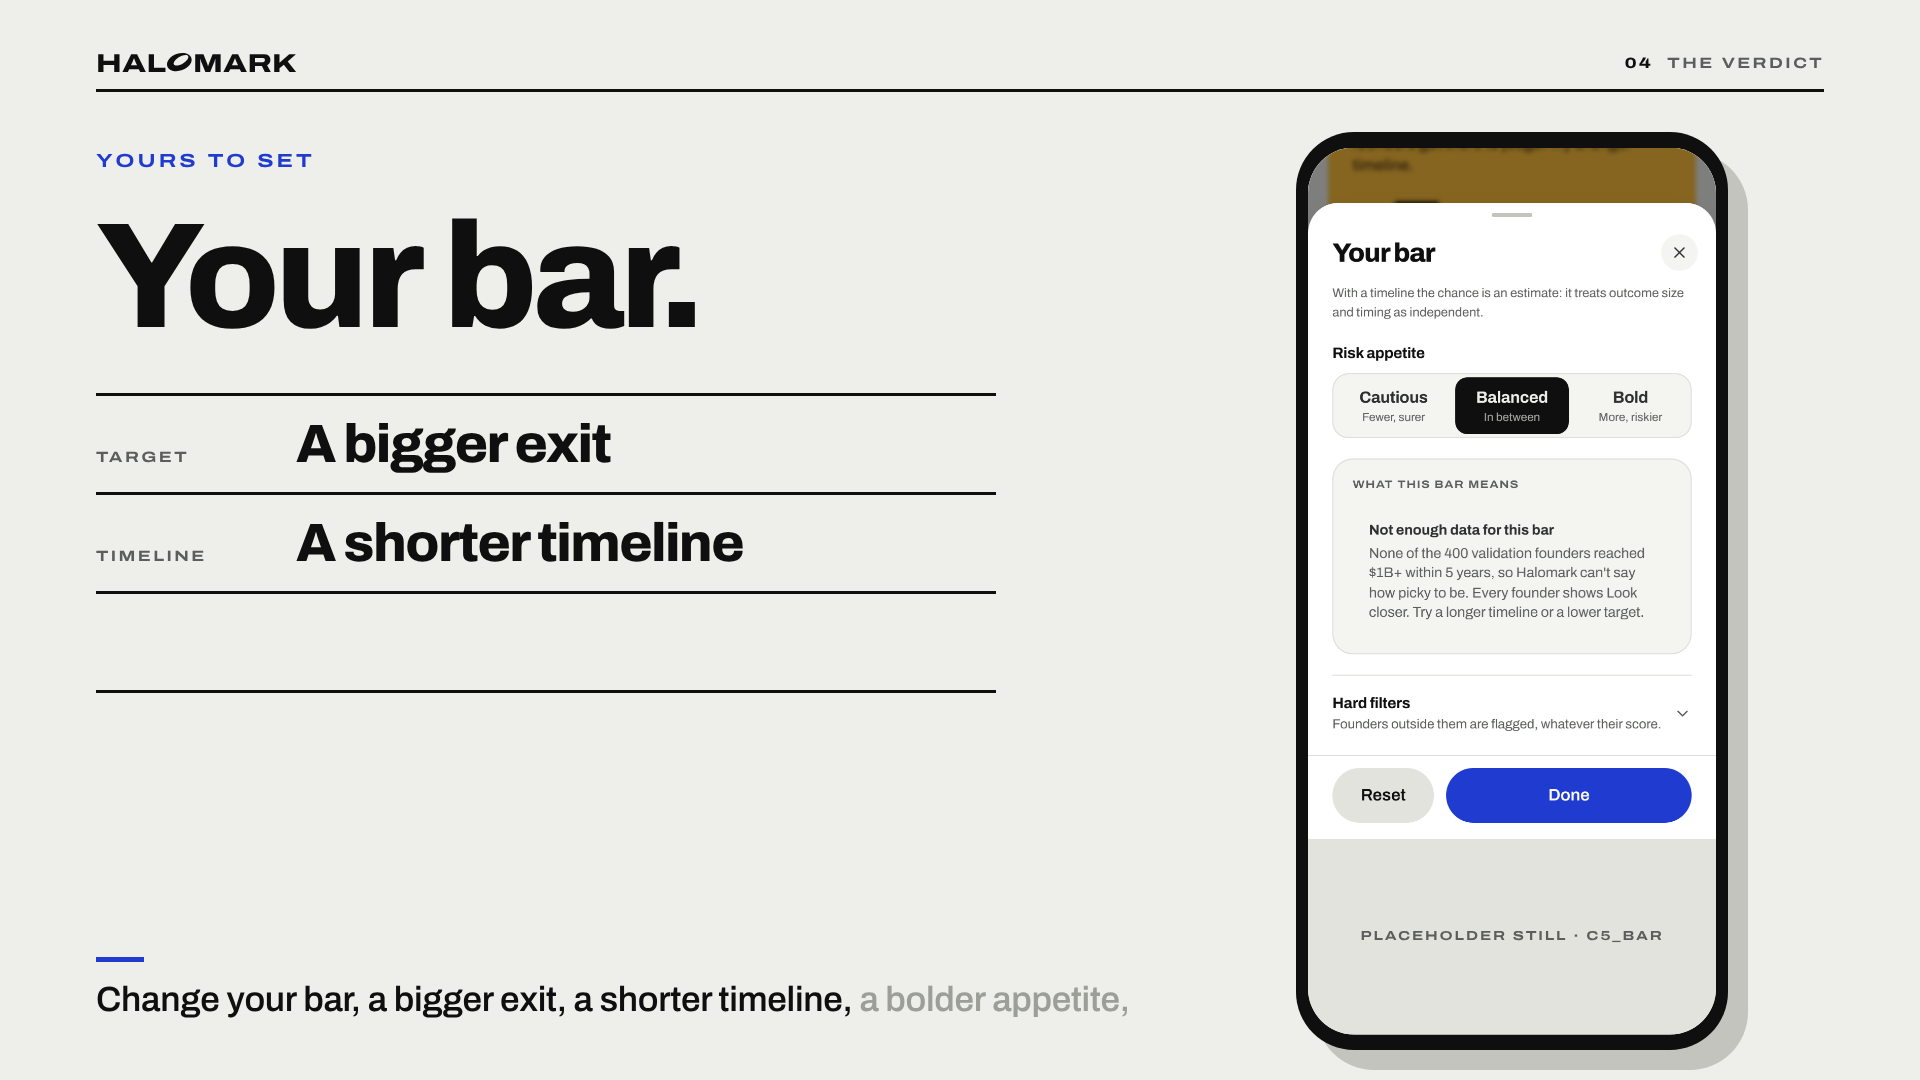 HALOMARK
04 THE VERDICT
YOURS TO SET
Your bar.
TARGET A bigger exit
TIMELINE A shorter timeline
Change your bar, a bigger exit, a shorter timeline, a bolder appetite,
timeline.
Your bar
With a timeline the chance is an estimate: it treats outcome size
and timing as independent.
Risk appetite
Cautious Balanced Bold
Fewer, surer In between More, riskier
WHAT THIS BAR MEANS
Not enough data for this bar
None of the 400 validation founders reached
$1B+ within 5 years, so Halomark can't say
how picky to be. Every founder shows Look
closer. Try a longer timeline or a lower target.
Hard filters
Founders outside them are flagged, whatever their score.
Reset Done
PLACEHOLDER STILL · C5_BAR